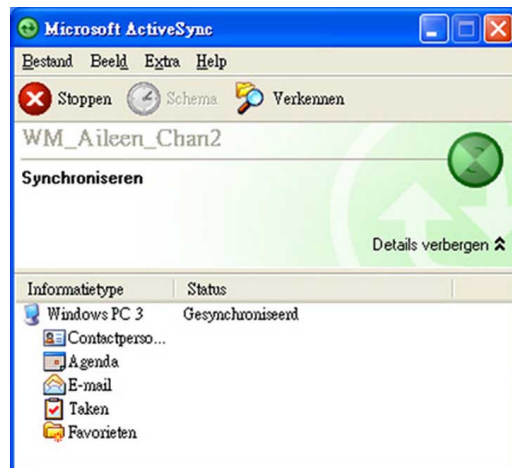 Microsoft ActiveSync
Bestand Beeld Extra Help
Stoppen Schema Verkennen
WM_Aileen_Chan2
Synchroniseren
Details verbergen
Informatietype Status
Windows PC 3 Gesynchroniseerd
Contactperso...
Agenda
E-mail
Taken
Favorieten